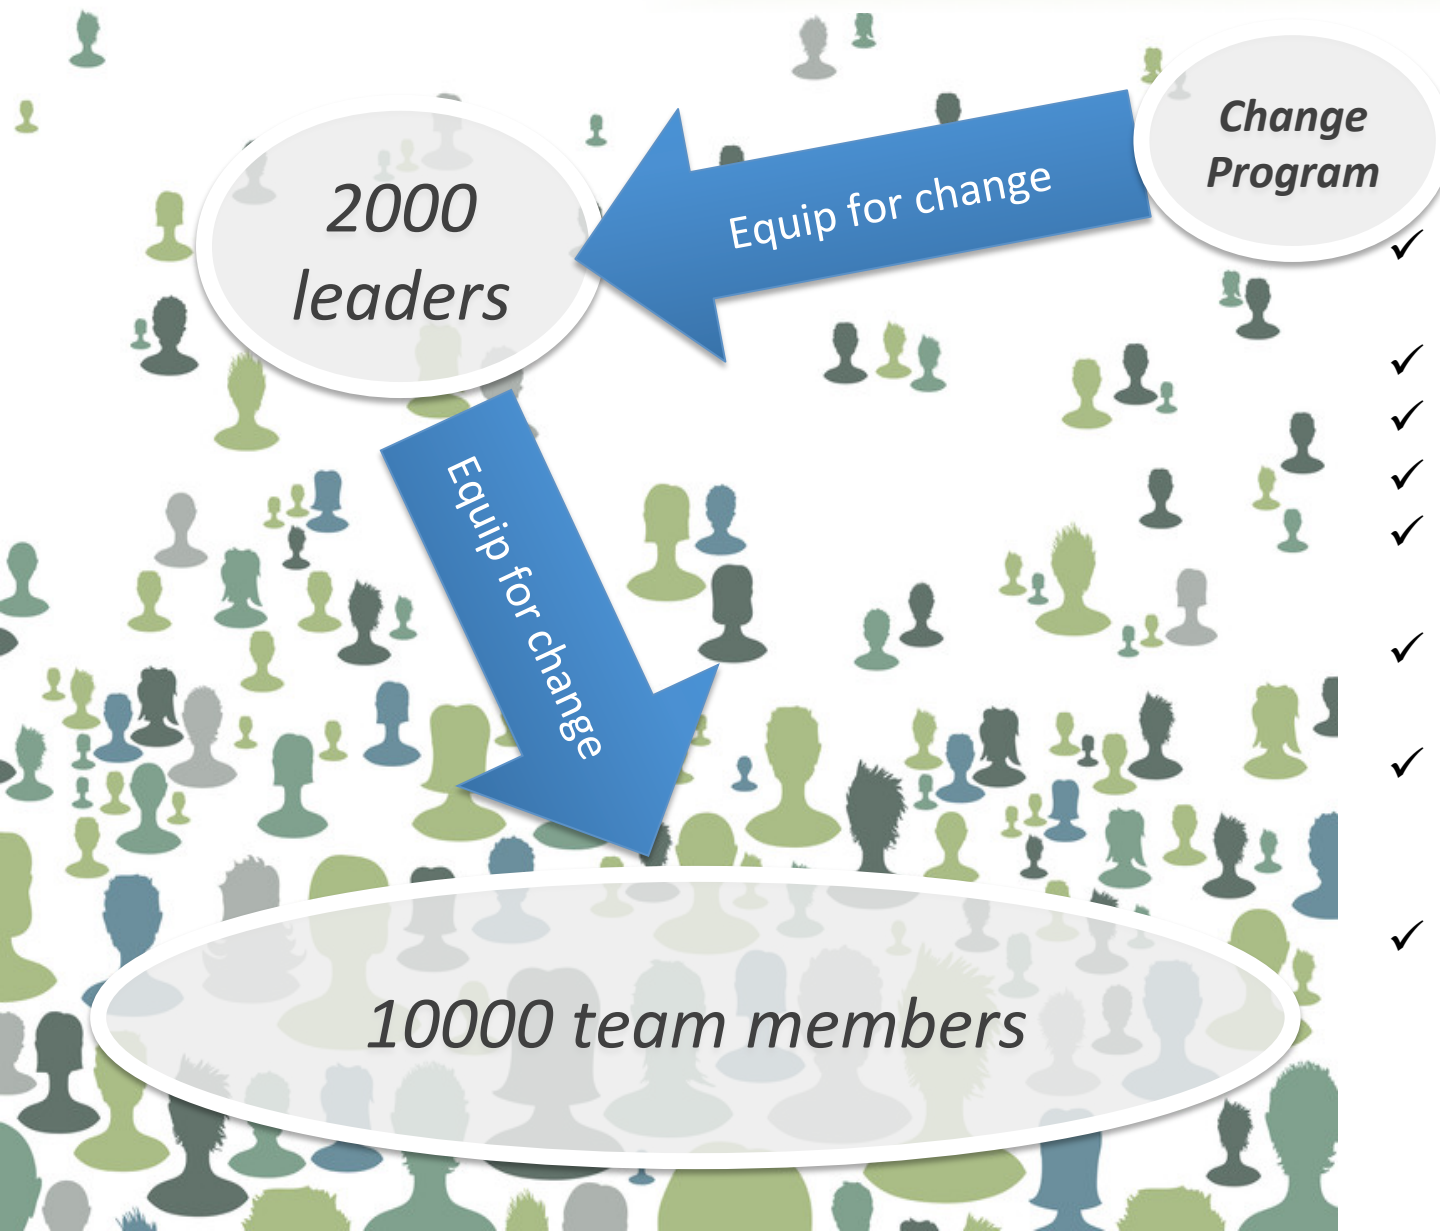 Change
Program
Equip for change
2000
leaders
Equip for change
10000 team members
✓
✓
✓
✓
✓
✓
✓
✓